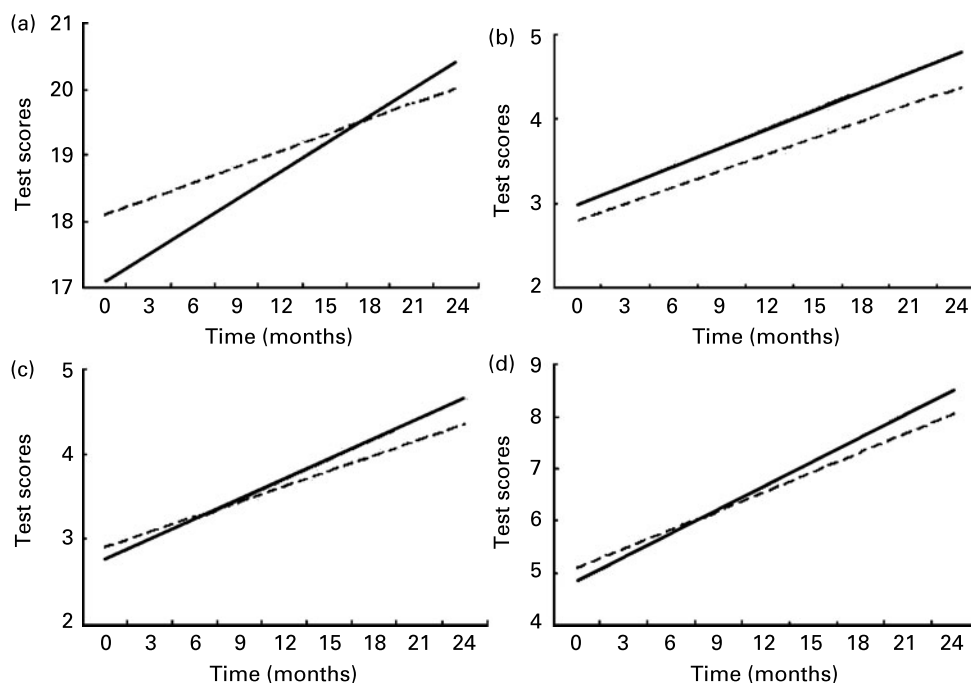 (a)
21
20
19
18
17
Test scores
0 3 6 9 12 15 18 21 24
Time (months)
(b)
5
4
3
2
Test scores
0 3 6 9 12 15 18 21 24
Time (months)
(c)
5
4
3
2
Test scores
0 3 6 9 12 15 18 21 24
Time (months)
(d)
9
8
7
6
5
4
Test scores
0 3 6 9 12 15 18 21 24
Time (months)